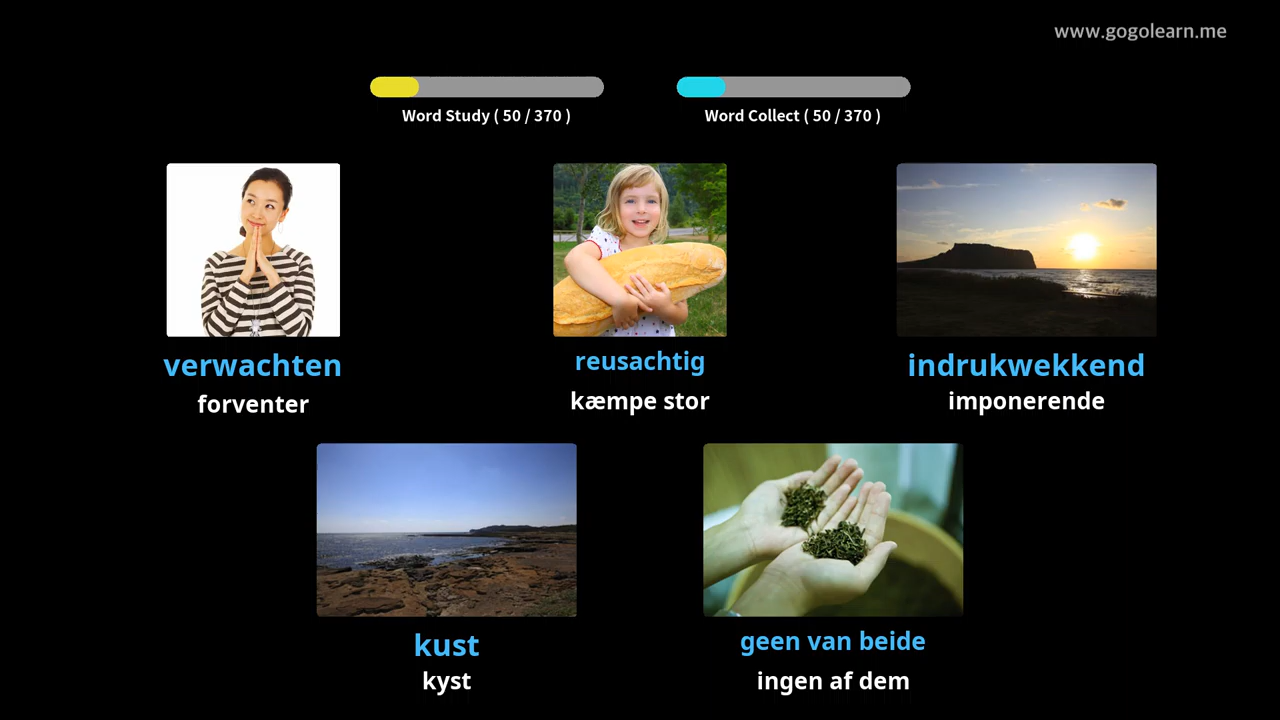 www.gogolearn.me
Word Study ( 50 / 370 )
Word Collect ( 50 / 370 )
verwachten
forventer
reusachtig
kæmpe stor
indrukwekkend
imponerende
kust
kyst
geen van beide
ingen af dem